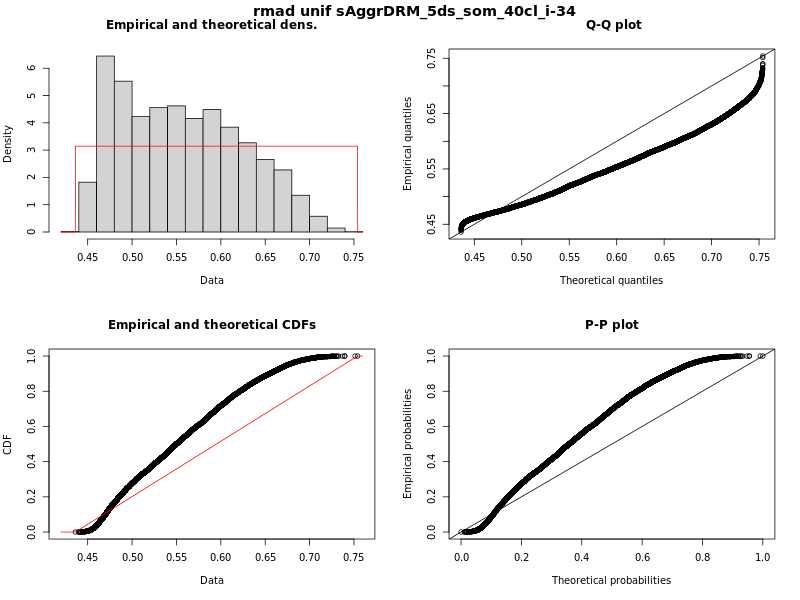 rmad unif sAggrDRM_5ds_som_40cl_i-34
Empirical and theoretical dens.
Density
0 1 2 3 4 5 6
0.45 0.50 0.55 0.60 0.65 0.70 0.75
Data
Q-Q plot
Empirical quantiles
0.45 0.55 0.65 0.75
0.45 0.50 0.55 0.60 0.65 0.70 0.75
Theoretical quantiles
Empirical and theoretical CDFs
CDF
0.0 0.2 0.4 0.6 0.8 1.0
0.45 0.50 0.55 0.60 0.65 0.70 0.75
Data
P-P plot
Empirical probabilities
0.0 0.2 0.4 0.6 0.8 1.0
0.0 0.2 0.4 0.6 0.8 1.0
Theoretical probabilities